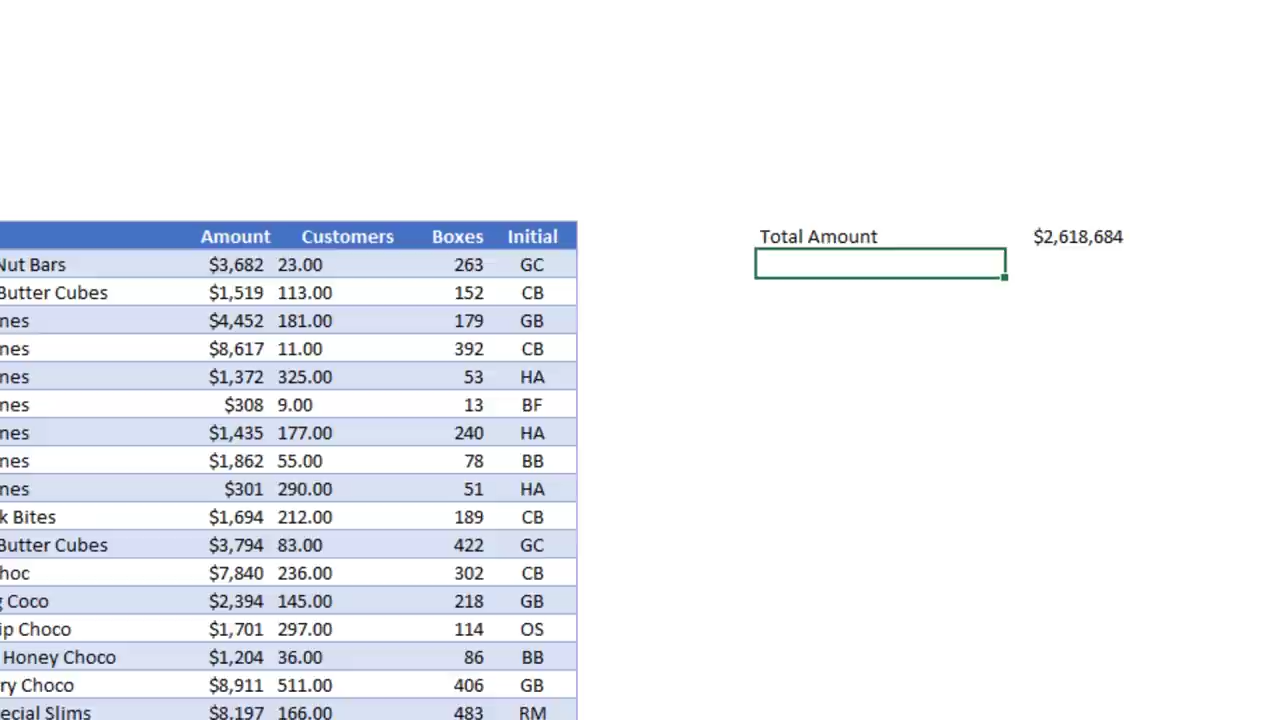 Amount Customers Boxes Initial Total Amount $2,618,684
Nut Bars $3,682 23.00 263 GC
Butter Cubes $1,519 113.00 152 CB
nes $4,452 181.00 179 GB
nes $8,617 11.00 392 CB
nes $1,372 325.00 53 HA
nes $308 9.00 13 BF
nes $1,435 177.00 240 HA
nes $1,862 55.00 78 BB
nes $301 290.00 51 HA
k Bites $1,694 212.00 189 CB
Butter Cubes $3,794 83.00 422 GC
hoc $7,840 236.00 302 CB
g Coco $2,394 145.00 218 GB
ip Choco $1,701 297.00 114 OS
Honey Choco $1,204 36.00 86 BB
ry Choco $8,911 511.00 406 GB
ecial Slims $8,197 166.00 483 RM